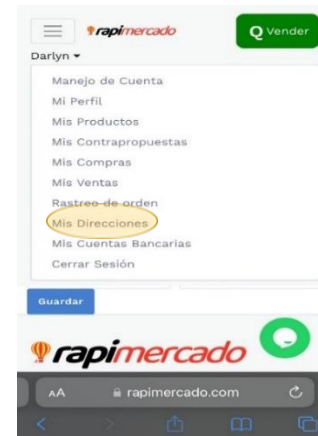 rapimercado
Q Vender
Darlyn
Manejo de Cuenta
Mi Perfil
Mis Productos
Mis Contrapropuestas
Mis Compras
Mis Ventas
Rastreo de orden
Mis Direcciones
Mis Cuentas Bancarias
Cerrar Sesión
Guardar
rapimercado
AA rapimercado.com